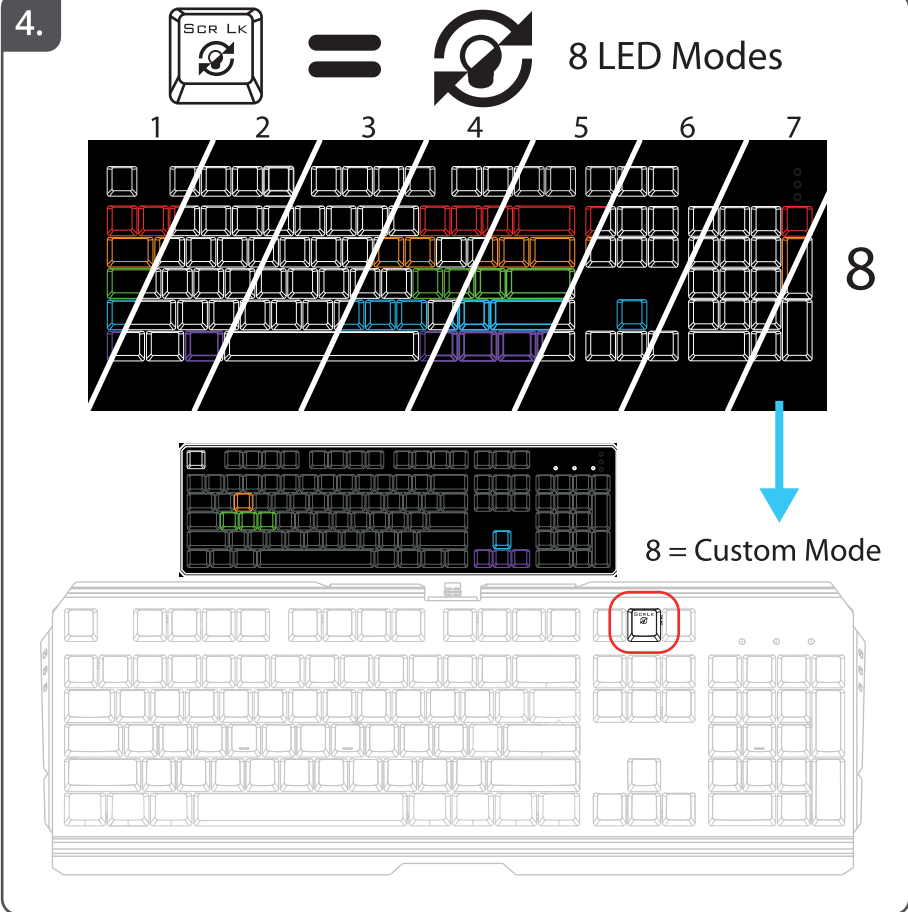 4.
Scr Lk
8 LED Modes
1 2 3 4 5 6 7
8
8 = Custom Mode
ScrLk